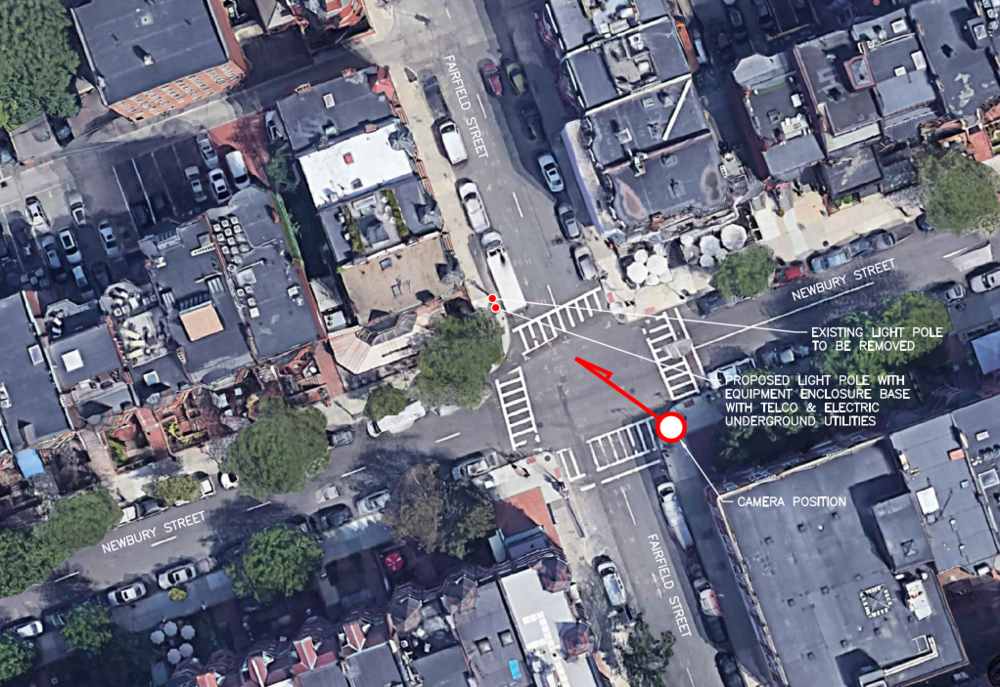 FAIRFIELD STREET
NEWBURY STREET
EXISTING LIGHT POLE
TO BE REMOVED
PROPOSED LIGHT POLE WITH
EQUIPMENT ENCLOSURE BASE
WITH TELCO & ELECTRIC
UNDERGROUND UTILITIES
CAMERA POSITION
NEWBURY STREET
FAIRFIELD STREET